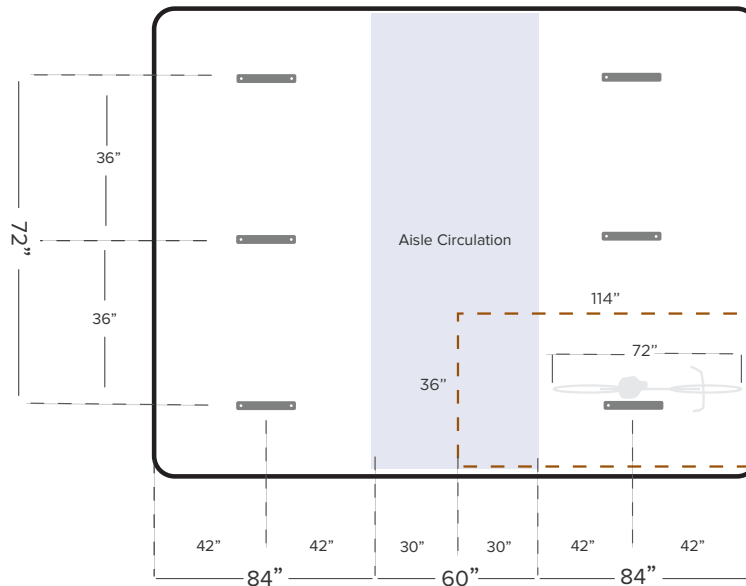 36”
72”
Aisle Circulation
114”
36”
72”
36”
42” 42” 30” 30” 42” 42”
84” 60” 84”